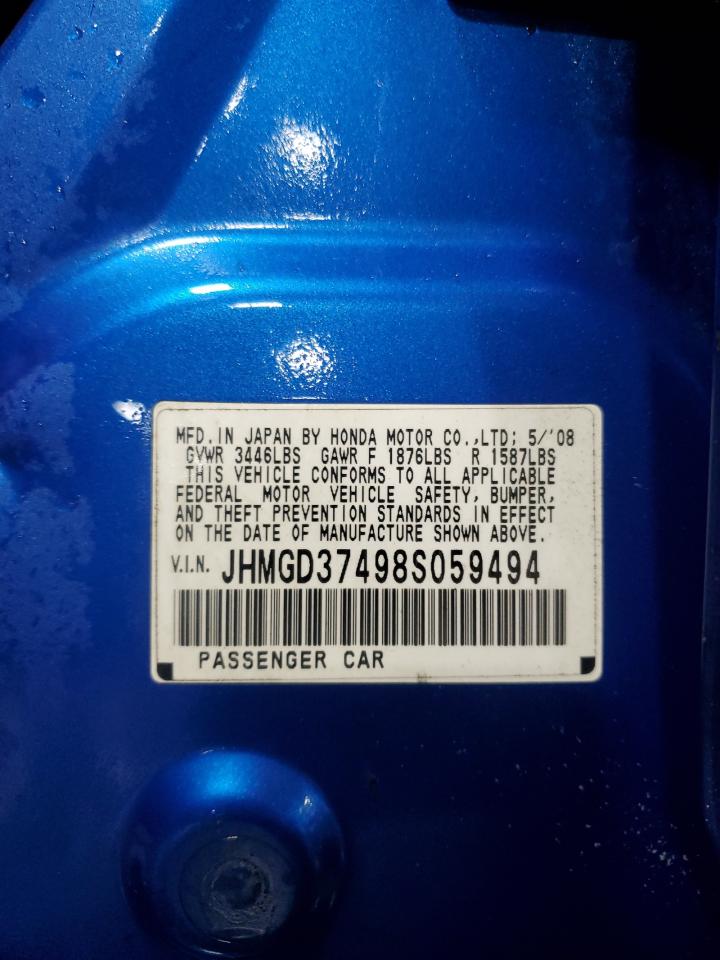 MFD.IN JAPAN BY HONDA MOTOR CO.,LTD; 5/'08
GVWR 3446LBS GAWR F 1876LBS R 1587LBS
THIS VEHICLE CONFORMS TO ALL APPLICABLE
FEDERAL MOTOR VEHICLE SAFETY, BUMPER,
AND THEFT PREVENTION STANDARDS IN EFFECT
ON THE DATE OF MANUFACTURE SHOWN ABOVE.
V.I.N. JHMGD37498S059494
PASSENGER CAR